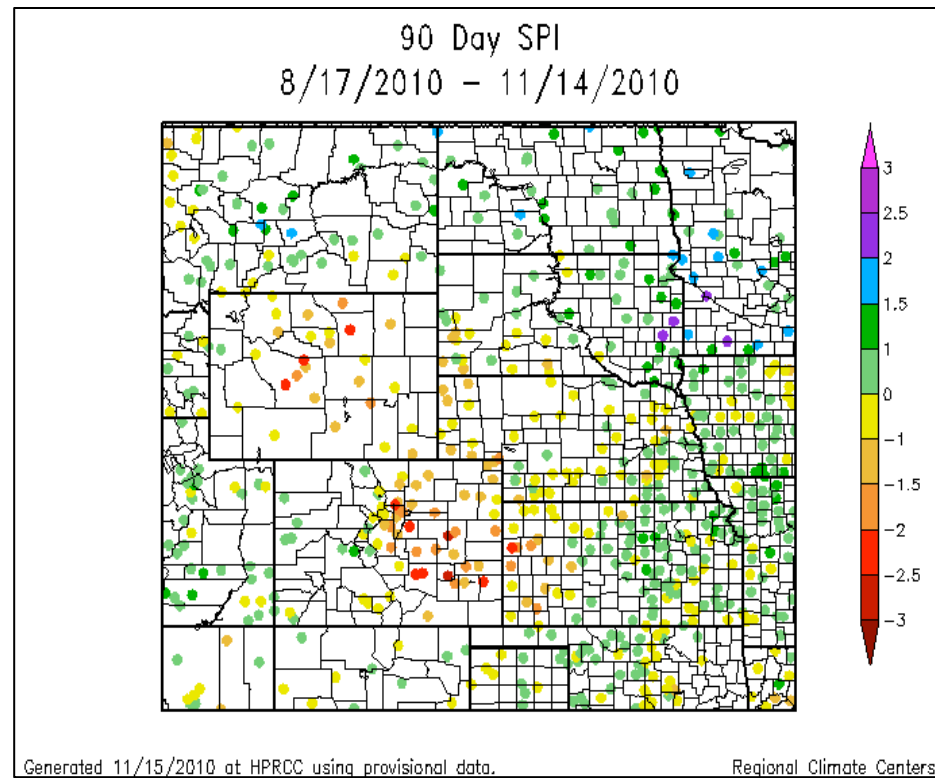 90 Day SPI
8/17/2010 – 11/14/2010
3
2.5
2
1.5
1
0
−1
−1.5
−2
−2.5
−3
Generated 11/15/2010 at HPRCC using provisional data.
Regional Climate Centers